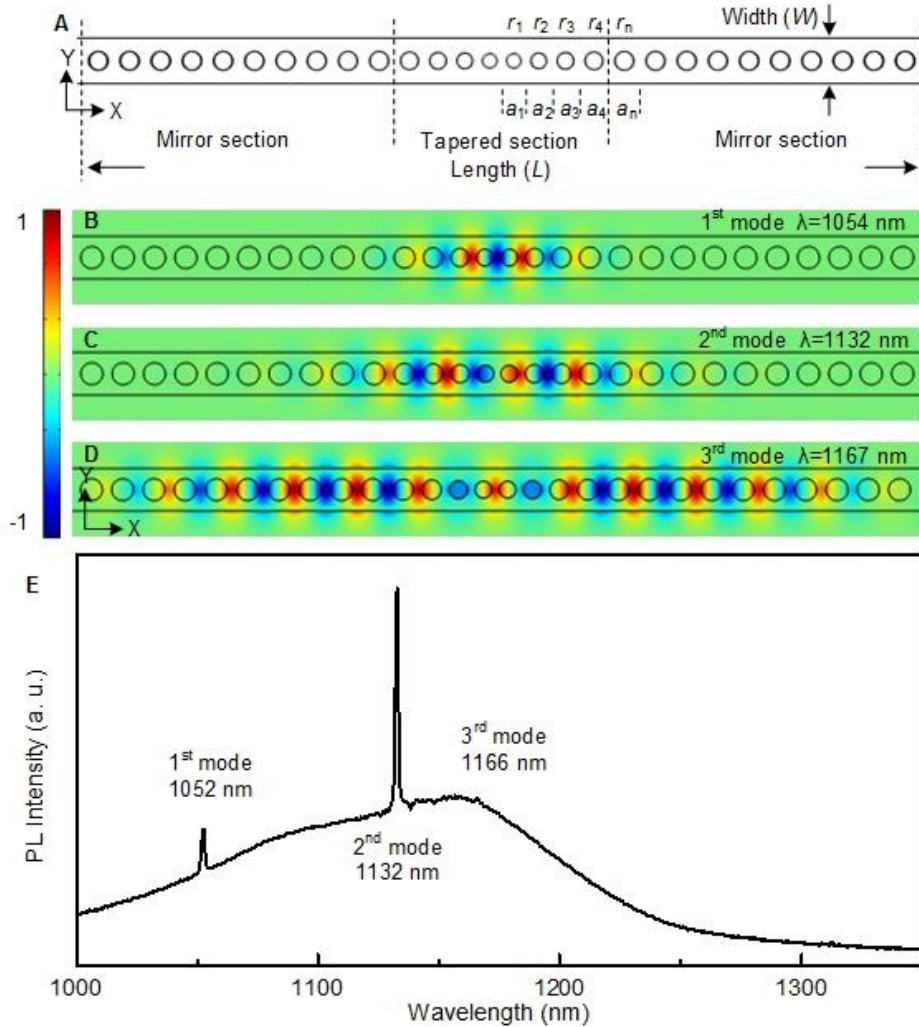 A
r1 r2 r3 r4 rn
Width (W)
Y
X
a1 a2 a3 a4 an
Mirror section
Tapered section
Mirror section
Length (L)
1
-1
B
1st mode λ=1054 nm
C
2nd mode λ=1132 nm
D
3rd mode λ=1167 nm
Y
X
E
PL Intensity (a. u.)
1st mode
1052 nm
2nd mode
1132 nm
3rd mode
1166 nm
1000 1100 1200 1300
Wavelength (nm)